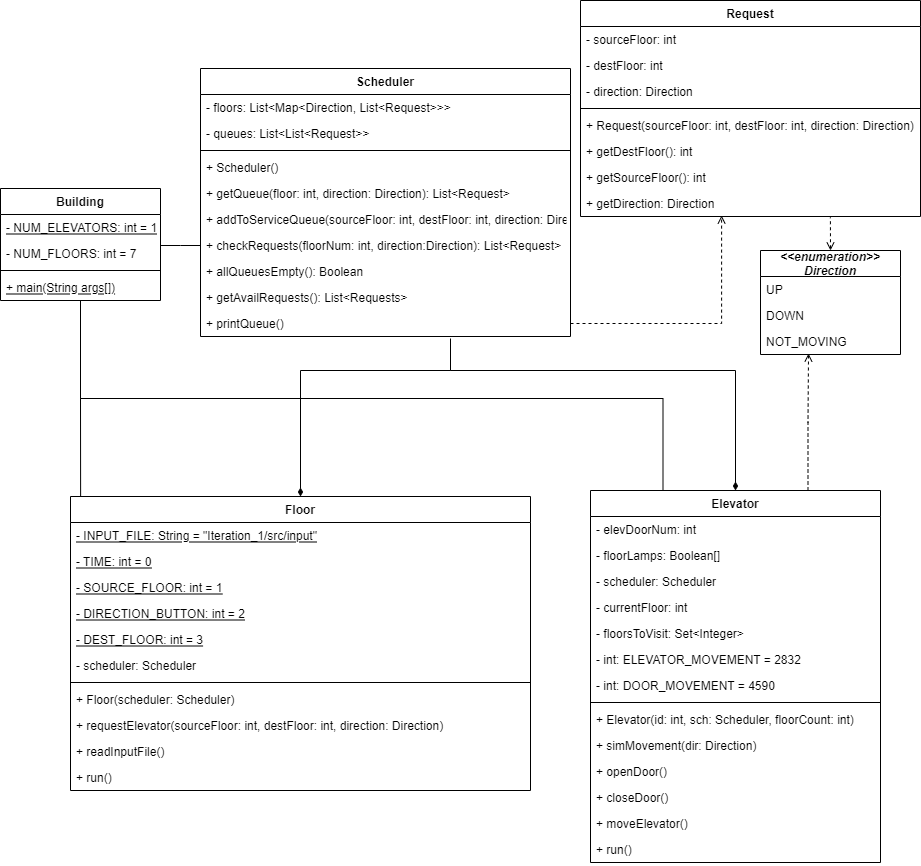 Request
- sourceFloor: int
- destFloor: int
- direction: Direction
+ Request(sourceFloor: int, destFloor: int, direction: Direction)
+ getDestFloor(): int
+ getSourceFloor(): int
+ getDirection: Direction
Scheduler
- floors: List<Map<Direction, List<Request>>>
- queues: List<List<Request>>
+ Scheduler()
+ getQueue(floor: int, direction: Direction): List<Request>
+ addToServiceQueue(sourceFloor: int, destFloor: int, direction: Dire
+ checkRequests(floorNum: int, direction:Direction): List<Request>
+ allQueuesEmpty(): Boolean
+ getAvailRequests(): List<Requests>
+ printQueue()
Building
- NUM_ELEVATORS: int = 1
- NUM_FLOORS: int = 7
+ main(String args[])
<<enumeration>>
Direction
UP
DOWN
NOT_MOVING
Floor
- INPUT_FILE: String = "Iteration_1/src/input"
- TIME: int = 0
- SOURCE_FLOOR: int = 1
- DIRECTION_BUTTON: int = 2
- DEST_FLOOR: int = 3
- scheduler: Scheduler
+ Floor(scheduler: Scheduler)
+ requestElevator(sourceFloor: int, destFloor: int, direction: Direction)
+ readInputFile()
+ run()
Elevator
- elevDoorNum: int
- floorLamps: Boolean[]
- scheduler: Scheduler
- currentFloor: int
- floorsToVisit: Set<Integer>
- int: ELEVATOR_MOVEMENT = 2832
- int: DOOR_MOVEMENT = 4590
+ Elevator(id: int, sch: Scheduler, floorCount: int)
+ simMovement(dir: Direction)
+ openDoor()
+ closeDoor()
+ moveElevator()
+ run()